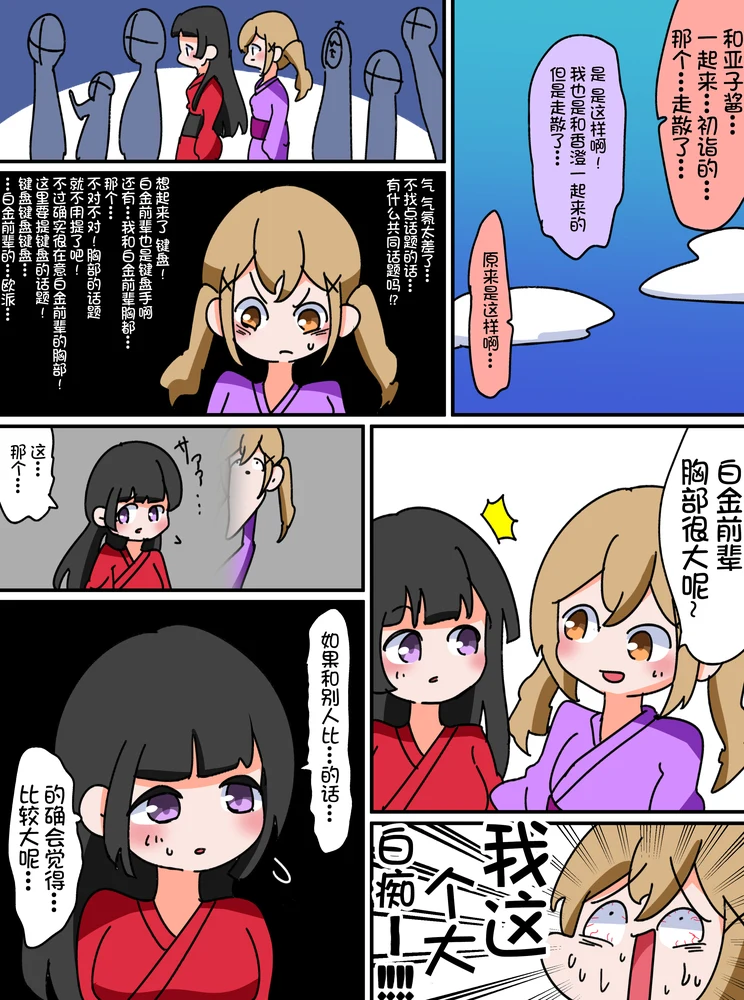 和亚子酱…
一起来…初诣的…
那个…走散了…
是 是这样啊！
我也是和香澄一起来的
但是走散了…
原来是这样啊…
气 气氛太差了…
不找点话题的话…
有什么共同话题吗!?
想起来了 键盘！
白金前辈也是键盘手啊
还有…我和白金前辈胸都…
那个…
不对不对！胸部的话题
就不用提了吧！
不过确实很在意白金前辈的胸部！
这里要提键盘的话题！
键盘键盘键盘键盘…
…白金前辈的…欧派…
白金前辈
胸部很大呢~
サアァ…
这…
那个…
我这
个大
白痴ー!!!!
如果和别人比…的话…
的确会觉得…
比较大呢…